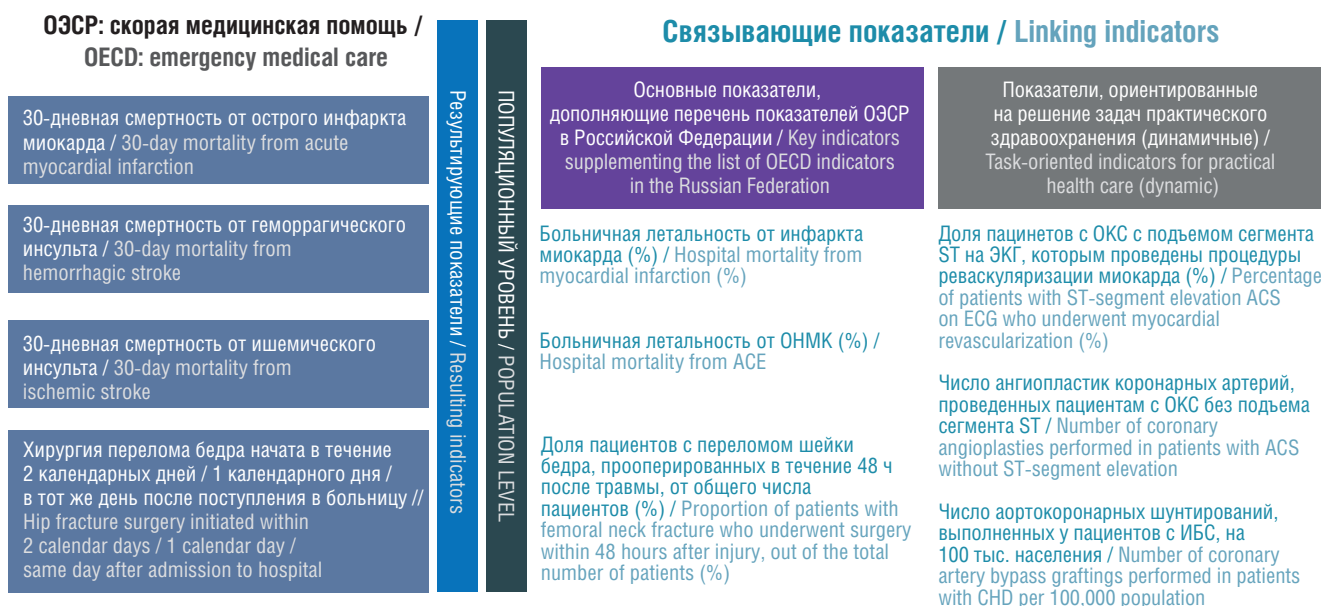 ОЭСР: скорая медицинская помощь /
OECD: emergency medical care
30-дневная смертность от острого инфаркта
миокарда / 30-day mortality from acute
myocardial infarction
30-дневная смертность от геморрагического
инсульта / 30-day mortality from
hemorrhagic stroke
30-дневная смертность от ишемического
инсульта / 30-day mortality from
ischemic stroke
Хирургия перелома бедра начата в течение
2 календарных дней / 1 календарного дня /
в тот же день после поступления в больницу //
Hip fracture surgery initiated within
2 calendar days / 1 calendar day /
same day after admission to hospital
Результирующие показатели / Resulting indicators
ПОПУЛЯЦИОННЫЙ УРОВЕНЬ / POPULATION LEVEL
Связывающие показатели / Linking indicators
Основные показатели,
дополняющие перечень показателей ОЭСР
в Российской Федерации / Key indicators
supplementing the list of OECD indicators
in the Russian Federation
Больничная летальность от инфаркта
миокарда (%) / Hospital mortality from
myocardial infarction (%)
Больничная летальность от ОНМК (%) /
Hospital mortality from ACE
Доля пациентов с переломом шейки
бедра, прооперированных в течение 48 ч
после травмы, от общего числа
пациентов (%) / Proportion of patients with
femoral neck fracture who underwent surgery
within 48 hours after injury, out of the total
number of patients (%)
Показатели, ориентированные
на решение задач практического
здравоохранения (динамичные) /
Task-oriented indicators for practical
health care (dynamic)
Доля пацинетов с ОКС с подъемом сегмента
ST на ЭКГ, которым проведены процедуры
реваскуляризации миокарда (%) / Percentage
of patients with ST-segment elevation ACS
on ECG who underwent myocardial
revascularization (%)
Число ангиопластик коронарных артерий,
проведенных пациентам с ОКС без подъема
сегмента ST / Number of coronary
angioplasties performed in patients with ACS
without ST-segment elevation
Число аортокоронарных шунтирований,
выполненных у пациентов с ИБС, на
100 тыс. населения / Number of coronary
artery bypass graftings performed in patients
with CHD per 100,000 population